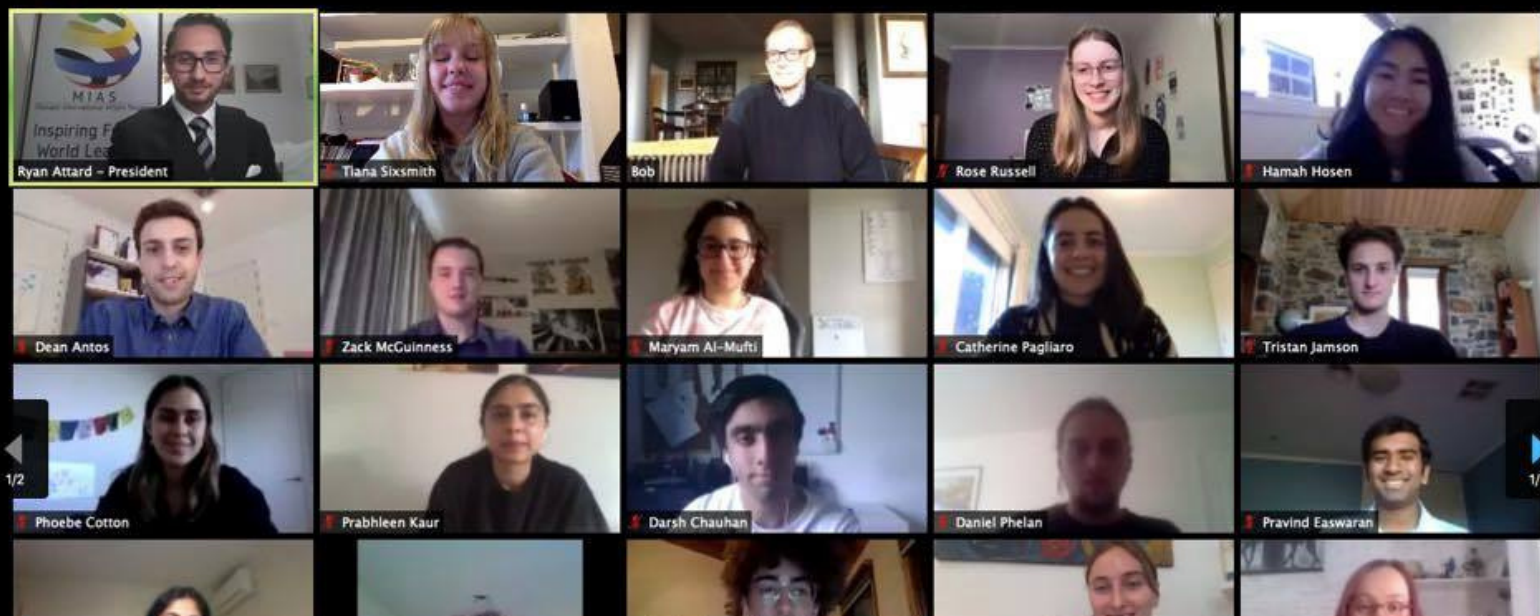 MIAS
Inspiring F
World Lea
Ryan Attard - President
Tiana Sixsmith
Bob
Rose Russell
Hamah Hosen
Dean Antos
Zack McGuinness
Maryam Al-Mufti
Catherine Pagliaro
Tristan Jamson
1/2
Phoebe Cotton
Prabhleen Kaur
Darsh Chauhan
Daniel Phelan
Pravind Easwaran
1/